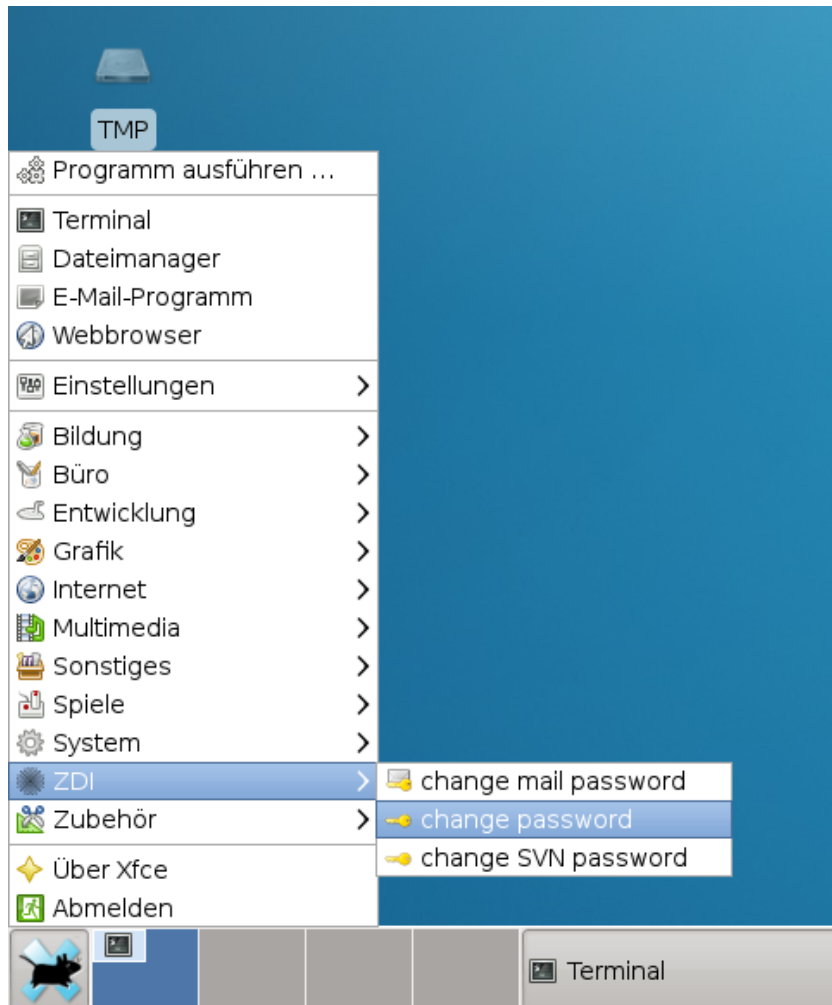 TMP
Programm ausführen ...
Terminal
Dateimanager
E-Mail-Programm
Webbrowser
Einstellungen
Bildung
Büro
Entwicklung
Grafik
Internet
Multimedia
Sonstiges
Spiele
System
ZDI
change mail password
change password
change SVN password
Zubehör
Über Xfce
Abmelden
Terminal